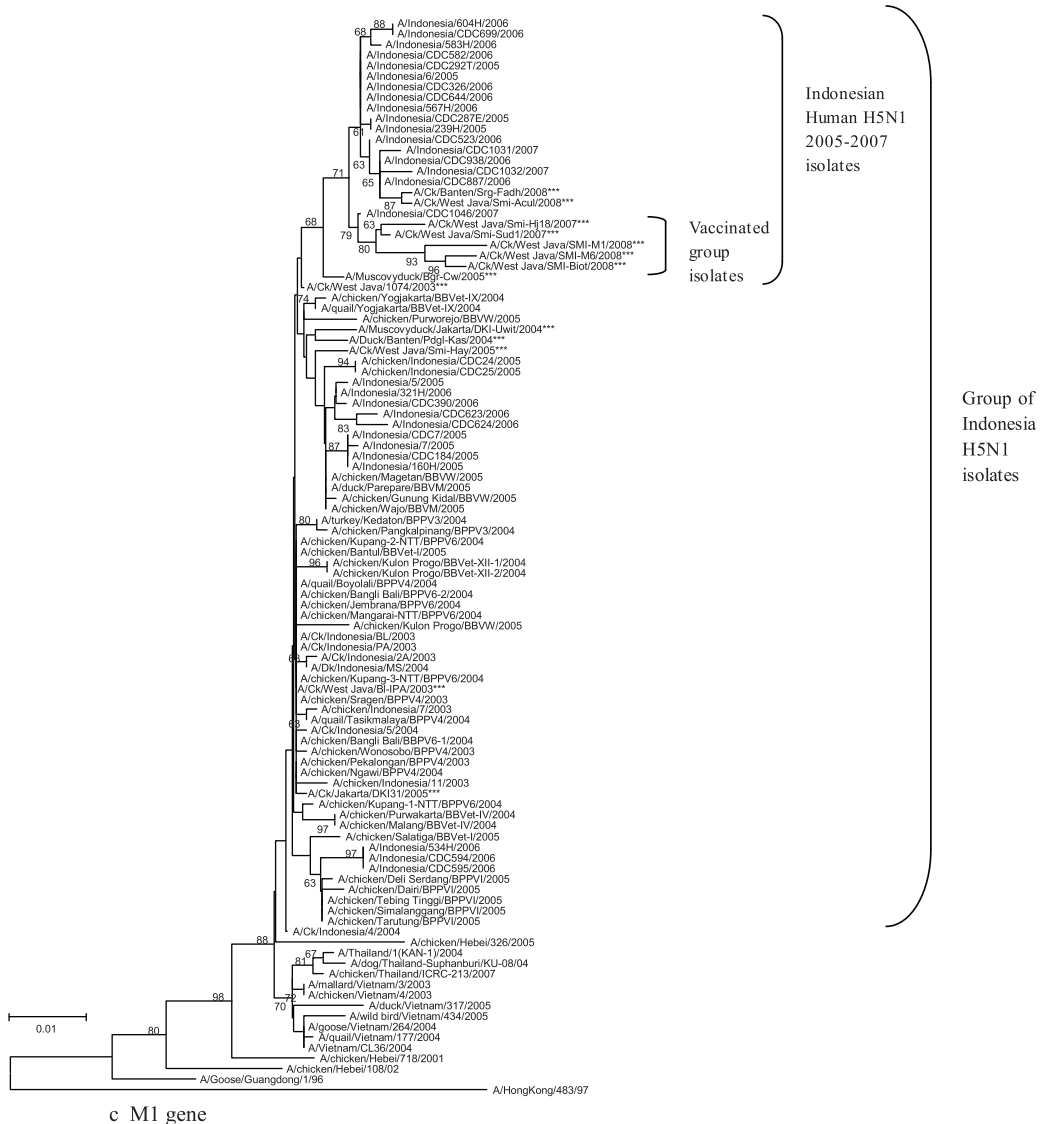 88
A/Indonesia/604H/2006
68
A/Indonesia/CDC699/2006
A/Indonesia/583H/2006
A/Indonesia/CDC582/2006
A/Indonesia/CDC292T/2005
A/Indonesia/6/2005
A/Indonesia/CDC326/2006
A/Indonesia/CDC644/2006
A/Indonesia/567H/2006
A/Indonesia/CDC287E/2005
61
A/Indonesia/239H/2005
A/Indonesia/CDC523/2006
A/Indonesia/CDC1031/2007
63
A/Indonesia/CDC938/2006
71
A/Indonesia/CDC1032/2007
65
A/Indonesia/CDC887/2006
A/Ck/Banten/Srg-Fadh/2008***
87
A/Ck/West Java/Smi-Acul/2008***
A/Indonesia/CDC1046/2007
68
63
A/Ck/West Java/Smi-Hj18/2007***
79
A/Ck/West Java/Smi-Sud1/2007***
80
A/Ck/West Java/SMI-M1/2008***
93
A/Ck/West Java/SMI-M6/2008***
96
A/Ck/West Java/SMI-Biot/2008***
A/Muscovyduck/Bgr-Cw/2005***
A/Ck/West Java/1074/2003***
74
A/chicken/Yogjakarta/BBVet-IX/2004
A/quail/Yogjakarta/BBVet-IX/2004
A/chicken/Purworejo/BBVW/2005
A/Muscovyduck/Jakarta/DKI-Uwit/2004***
A/Duck/Banten/Pdgl-Kas/2004***
A/Ck/West Java/Smi-Hay/2005***
94
A/chicken/Indonesia/CDC24/2005
A/chicken/Indonesia/CDC25/2005
A/Indonesia/5/2005
A/Indonesia/321H/2006
A/Indonesia/CDC390/2006
A/Indonesia/CDC623/2006
83
A/Indonesia/CDC624/2006
A/Indonesia/CDC7/2005
87
A/Indonesia/7/2005
A/Indonesia/CDC184/2005
A/Indonesia/160H/2005
A/chicken/Magetan/BBVW/2005
A/duck/Parepare/BBVM/2005
A/chicken/Gunung Kidal/BBVW/2005
A/chicken/Wajo/BBVM/2005
80
A/turkey/Kedaton/BPPV3/2004
A/chicken/Pangkalpinang/BPPV3/2004
A/chicken/Kupang-2-NTT/BPPV6/2004
A/chicken/Bantul/BBVet-I/2005
96
A/chicken/Kulon Progo/BBVet-XII-1/2004
A/chicken/Kulon Progo/BBVet-XII-2/2004
A/quail/Boyolali/BPPV4/2004
A/chicken/Bangli Bali/BPPV6-2/2004
A/chicken/Jembrana/BPPV6/2004
A/chicken/Mangarai-NTT/BPPV6/2004
A/chicken/Kulon Progo/BBVW/2005
A/Ck/Indonesia/BL/2003
A/Ck/Indonesia/PA/2003
A/Ck/Indonesia/2A/2003
A/Dk/Indonesia/MS/2004
A/chicken/Kupang-3-NTT/BPPV6/2004
A/Ck/West Java/Bl-IPA/2003***
A/chicken/Sragen/BPPV4/2003
A/chicken/Indonesia/7/2003
A/quail/Tasikmalaya/BPPV4/2004
63
A/Ck/Indonesia/5/2004
A/chicken/Bangli Bali/BBPV6-1/2004
A/chicken/Wonosobo/BPPV4/2003
A/chicken/Pekalongan/BPPV4/2003
A/chicken/Ngawi/BPPV4/2004
A/chicken/Indonesia/11/2003
A/Ck/Jakarta/DKI31/2005***
A/chicken/Kupang-1-NTT/BPPV6/2004
A/chicken/Purwakarta/BBVet-IV/2004
97
A/chicken/Malang/BBVet-IV/2004
A/chicken/Salatiga/BBVet-I/2005
A/Indonesia/534H/2006
97
A/Indonesia/CDC594/2006
A/Indonesia/CDC595/2006
63
A/chicken/Deli Serdang/BPPVI/2005
A/chicken/Dairi/BPPVI/2005
A/chicken/Tebing Tinggi/BPPVI/2005
A/chicken/Simalanggang/BPPVI/2005
A/chicken/Tarutung/BPPVI/2005
A/Ck/Indonesia/4/2004
88
A/chicken/Hebei/326/2005
67
A/Thailand/1(KAN-1)/2004
81
A/dog/Thailand-Suphanburi/KU-08/04
A/chicken/Thailand/ICRC-213/2007
A/mallard/Vietnam/3/2003
72
A/chicken/Vietnam/4/2003
98
70
A/duck/Vietnam/317/2005
A/wild bird/Vietnam/434/2005
A/goose/Vietnam/264/2004
80
A/quail/Vietnam/177/2004
A/Vietnam/CL36/2004
A/chicken/Hebei/718/2001
A/chicken/Hebei/108/02
A/Goose/Guangdong/1/96
A/HongKong/483/97
0.01
Indonesian
Human H5N1
2005-2007
isolates
Vaccinated
group
isolates
Group of
Indonesia
H5N1
isolates
c M1 gene